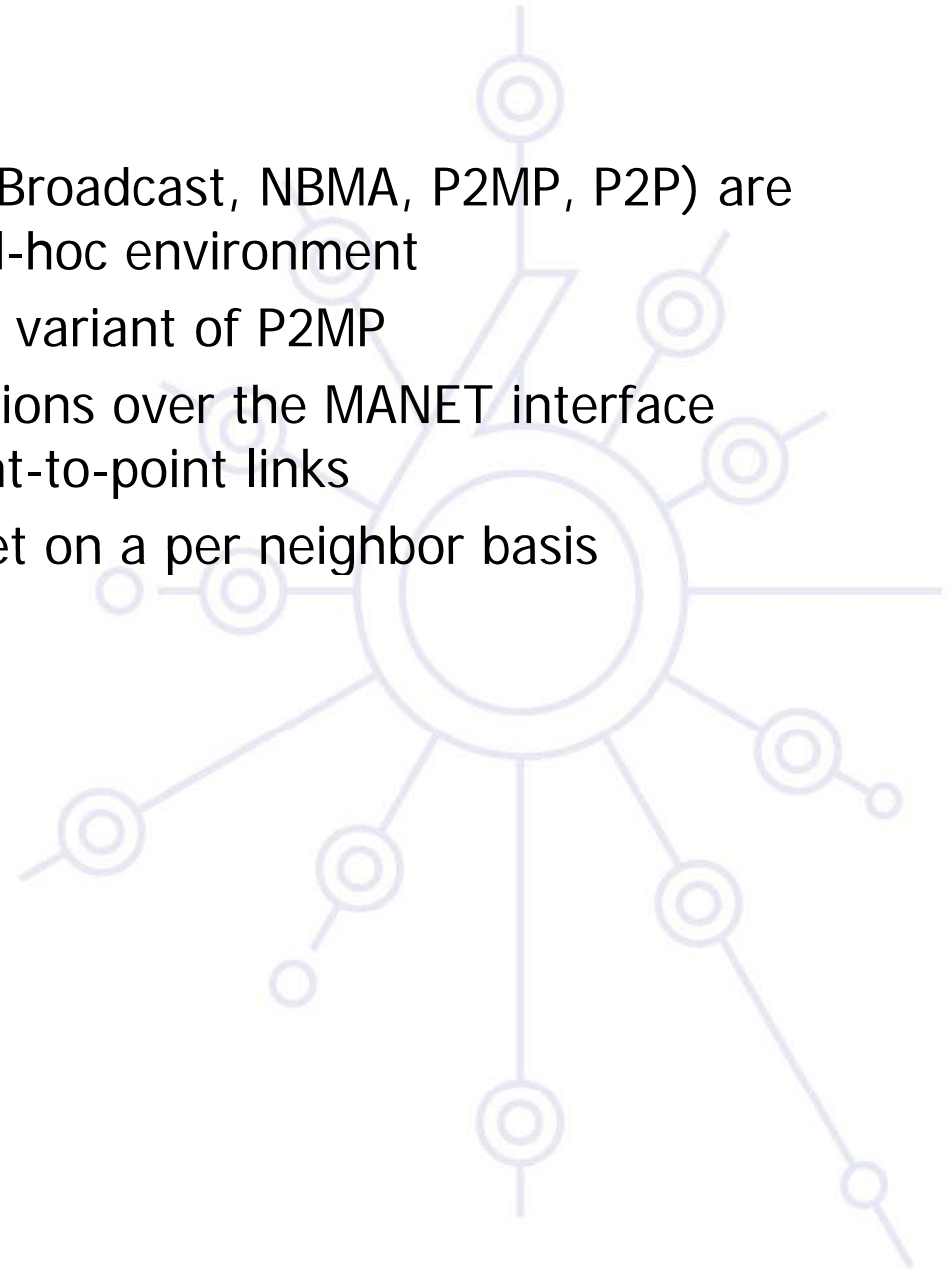 Broadcast, NBMA, P2MP, P2P) are
-hoc environment
variant of P2MP
ions over the MANET interface
t-to-point links
et on a per neighbor basis